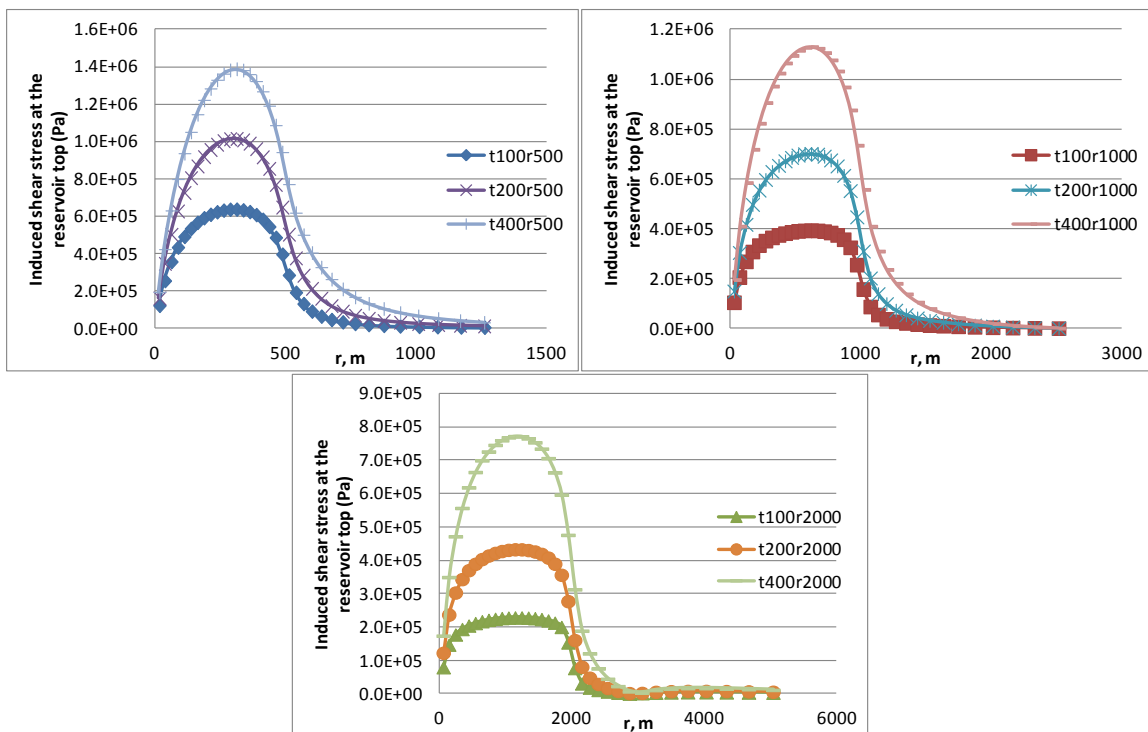 Induced shear stress at the
reservoir top (Pa)
1.6E+06
1.4E+06
1.2E+06
1.0E+06
8.0E+05
6.0E+05
4.0E+05
2.0E+05
0.0E+00
0
500
1000
1500
r, m
t100r500
t200r500
t400r500
Induced shear stress at the
reservoir top (Pa)
1.2E+06
1.0E+06
8.0E+05
6.0E+05
4.0E+05
2.0E+05
0.0E+00
0
1000
2000
3000
r, m
t100r1000
t200r1000
t400r1000
Induced shear stress at the
reservoir top (Pa)
9.0E+05
8.0E+05
7.0E+05
6.0E+05
5.0E+05
4.0E+05
3.0E+05
2.0E+05
1.0E+05
0.0E+00
0
2000
4000
6000
r, m
t100r2000
t200r2000
t400r2000